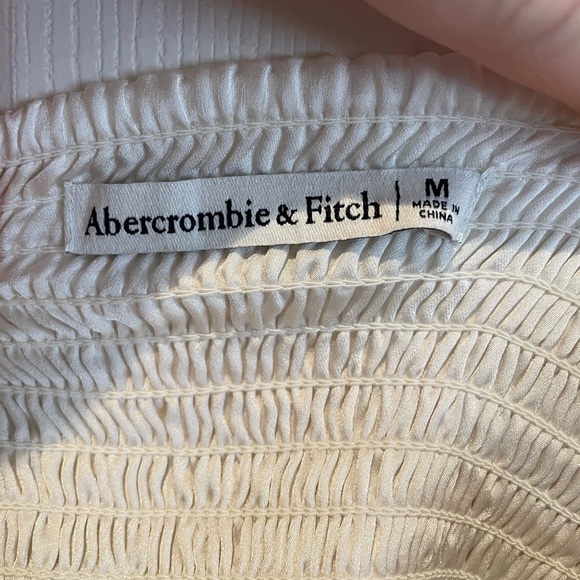 Abercrombie & Fitch | M
MADE IN
CHINA